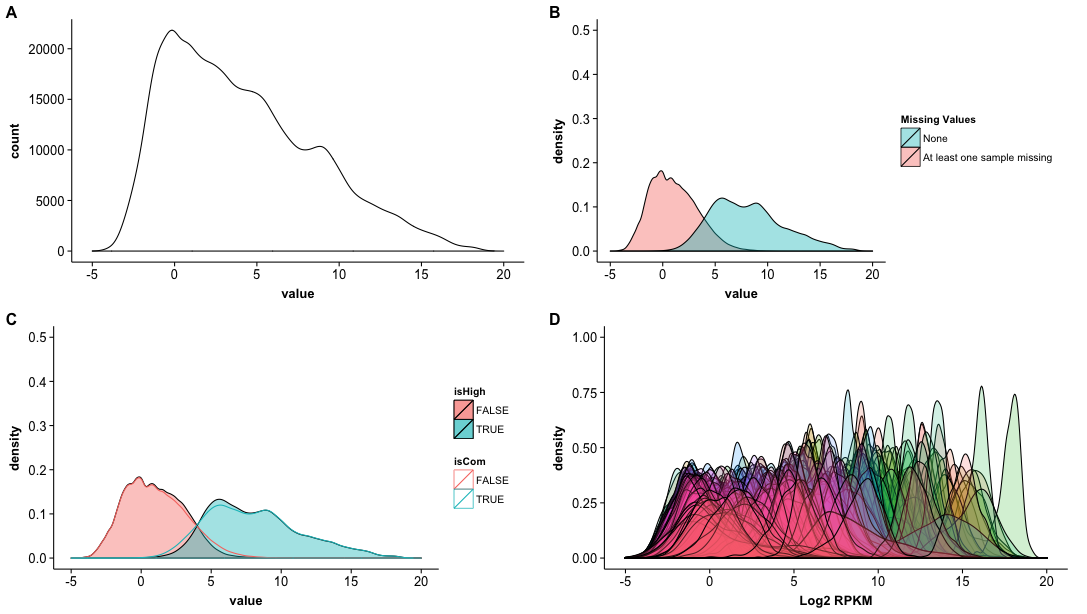 A
count
20000
15000
10000
5000
0
-5 0 5 10 15 20
value
B
density
0.5
0.4
0.3
0.2
0.1
0.0
-5 0 5 10 15 20
value
Missing Values
None
At least one sample missing
C
density
0.5
0.4
0.3
0.2
0.1
0.0
-5 0 5 10 15 20
value
isHigh
FALSE
TRUE
isCom
FALSE
TRUE
D
density
1.00
0.75
0.50
0.25
0.00
-5 0 5 10 15 20
Log2 RPKM